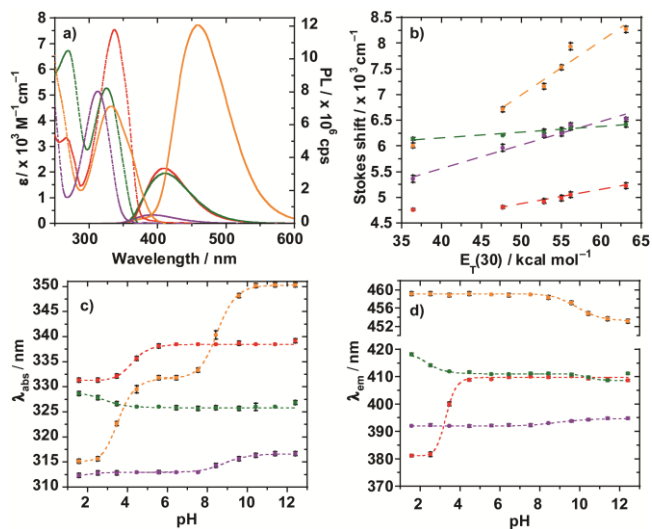 a)
ε / x 10³ M⁻¹cm⁻¹
8
7
6
5
4
3
2
1
0
12
10
8
6
4
2
0
PL / x 10⁶ cps
300 400 500 600
Wavelength / nm
b)
Stokes shift / x 10³ cm⁻¹
8.5
8
7.5
7
6.5
6
5.5
5
4.5
35 40 45 50 55 60 65
E_T(30) / kcal mol⁻¹
c)
λ_abs / nm
350
340
330
325
315
310
2 4 6 8 10 12
pH
d)
λ_em / nm
460
456
452
420
410
390
380
370
2 4 6 8 10 12
pH